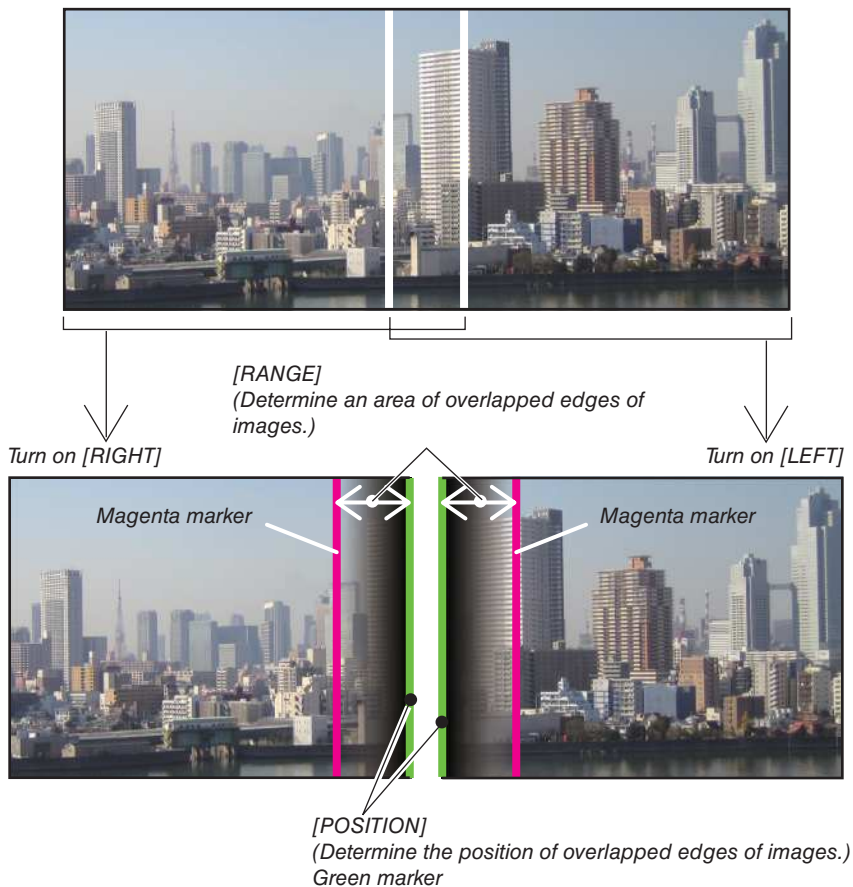 [RANGE]
(Determine an area of overlapped edges of
images.)
Turn on [RIGHT]
Turn on [LEFT]
Magenta marker
Magenta marker
[POSITION]
(Determine the position of overlapped edges of images.)
Green marker